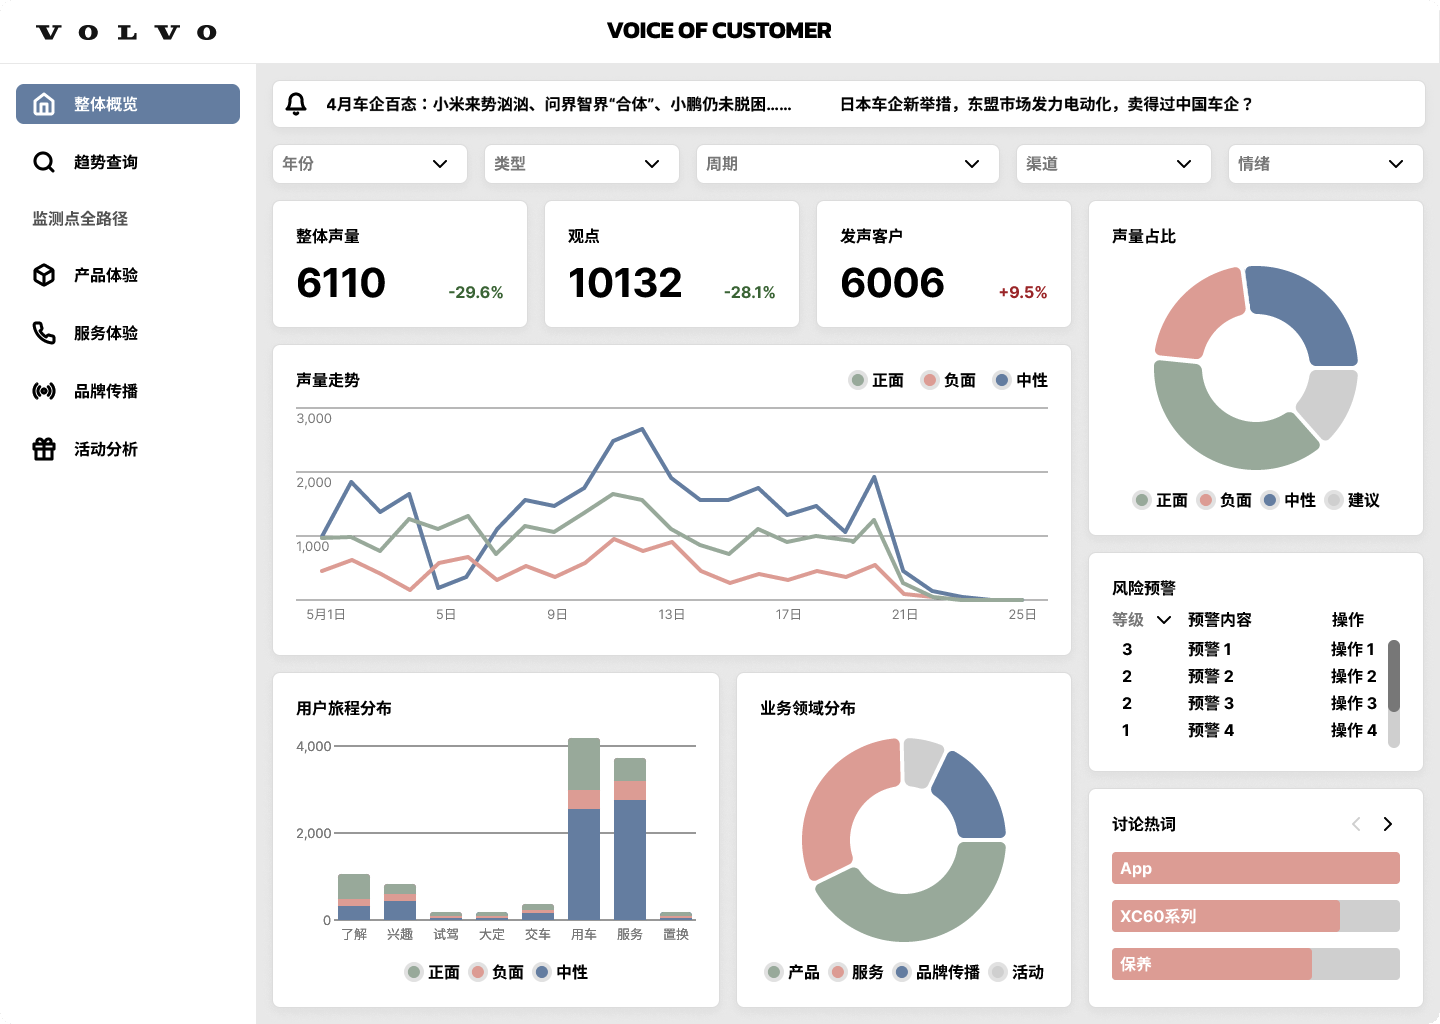 VOLVO
VOICE OF CUSTOMER
整体概览
趋势查询
监测点全路径
产品体验
服务体验
品牌传播
活动分析
4月车企百态：小米来势汹汹、问界智界“合体”、小鹏仍未脱困…… 日本车企新举措，东盟市场发力电动化，卖得过中国车企？
年份 类型 周期 渠道 情绪
整体声量
6110 -29.6%
观点
10132 -28.1%
发声客户
6006 +9.5%
声量占比
正面 负面 中性 建议
声量走势
正面 负面 中性
3,000
2,000
1,000
5月1日 5日 9日 13日 17日 21日 25日
风险预警
等级 预警内容 操作
3 预警 1 操作 1
2 预警 2 操作 2
2 预警 3 操作 3
1 预警 4 操作 4
用户旅程分布
4,000
2,000
0
了解 兴趣 试驾 大定 交车 用车 服务 置换
正面 负面 中性
业务领域分布
产品 服务 品牌传播 活动
讨论热词
App
XC60系列
保养